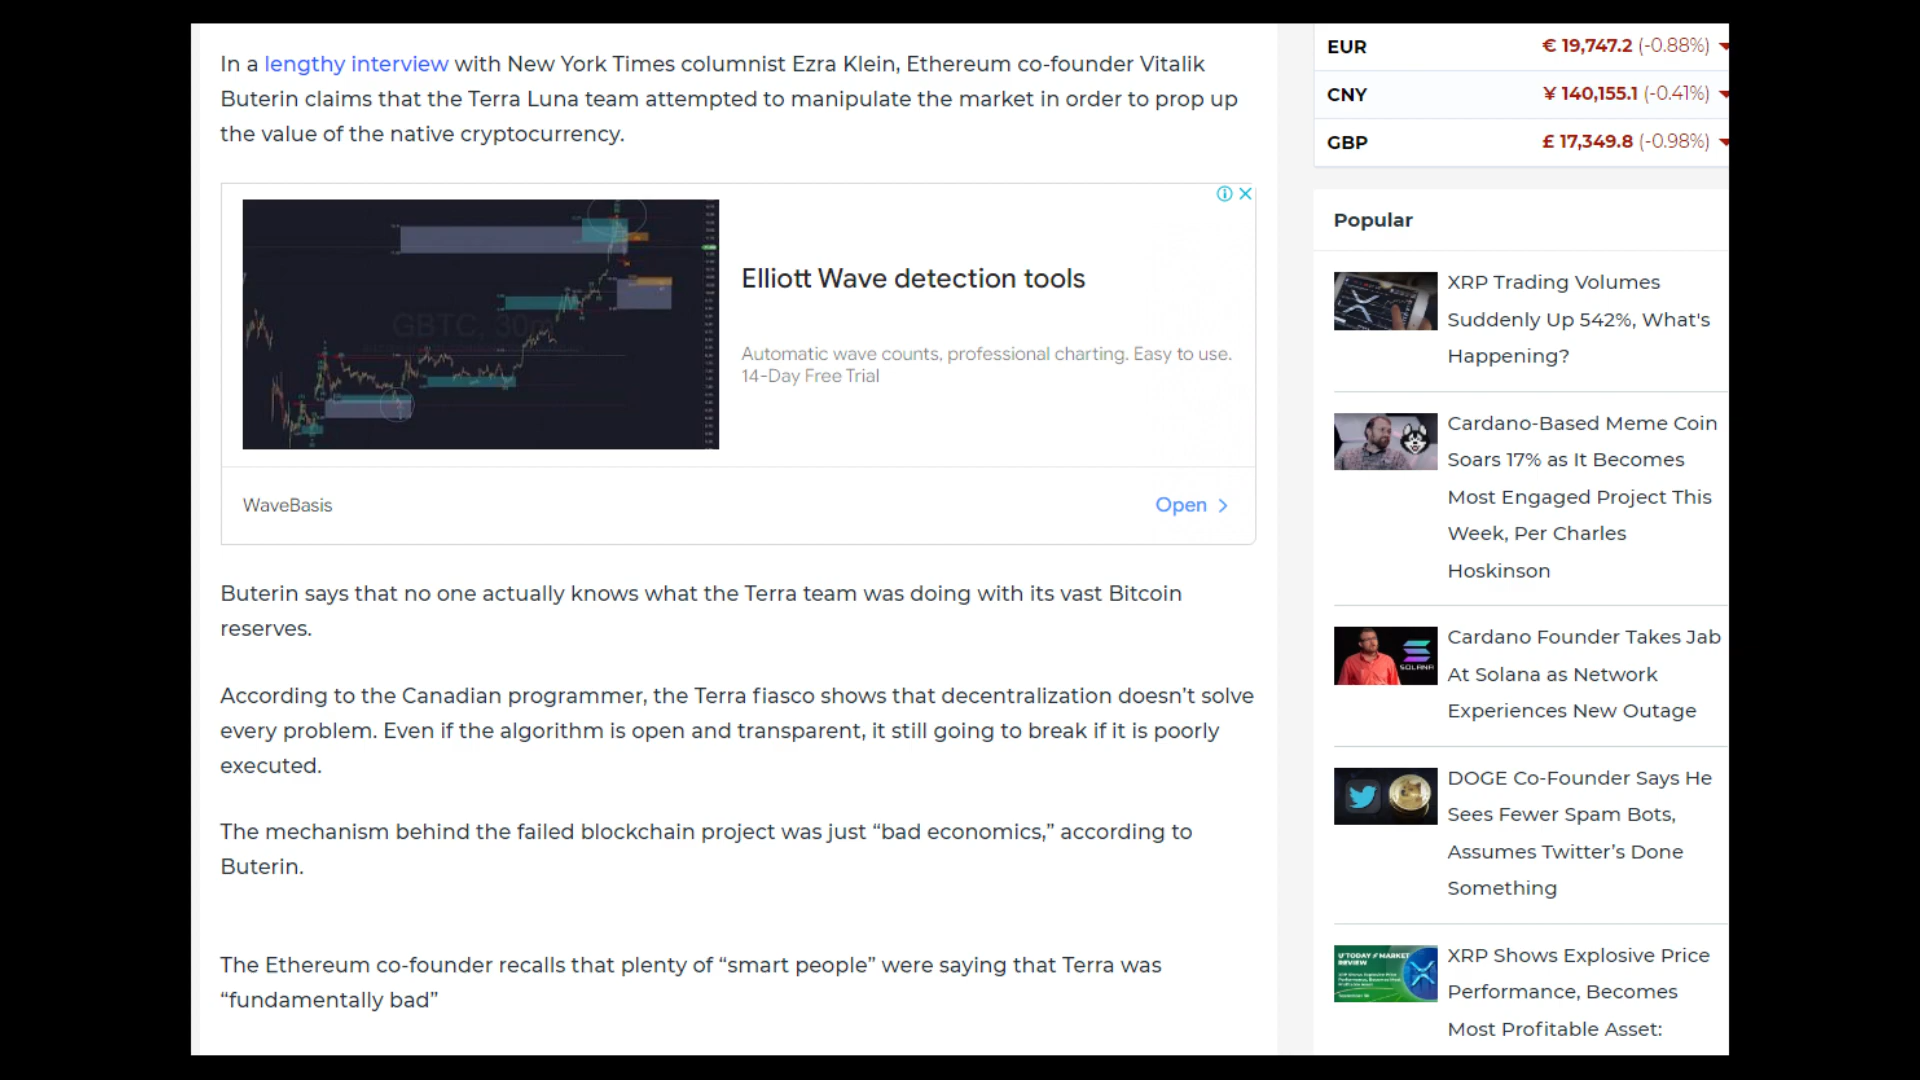 In a lengthy interview with New York Times columnist Ezra Klein, Ethereum co-founder Vitalik
Buterin claims that the Terra Luna team attempted to manipulate the market in order to prop up
the value of the native cryptocurrency.
GBTC, 30m
Elliott Wave detection tools
Automatic wave counts, professional charting. Easy to use.
14-Day Free Trial
WaveBasis
Open
Buterin says that no one actually knows what the Terra team was doing with its vast Bitcoin
reserves.
According to the Canadian programmer, the Terra fiasco shows that decentralization doesn’t solve
every problem. Even if the algorithm is open and transparent, it still going to break if it is poorly
executed.
The mechanism behind the failed blockchain project was just “bad economics,” according to
Buterin.
The Ethereum co-founder recalls that plenty of “smart people” were saying that Terra was
“fundamentally bad”
EUR € 19,747.2 (-0.88%)
CNY ¥ 140,155.1 (-0.41%)
GBP £ 17,349.8 (-0.98%)
Popular
XRP Trading Volumes
Suddenly Up 542%, What's
Happening?
Cardano-Based Meme Coin
Soars 17% as It Becomes
Most Engaged Project This
Week, Per Charles
Hoskinson
SOLANA
Cardano Founder Takes Jab
At Solana as Network
Experiences New Outage
DOGE Co-Founder Says He
Sees Fewer Spam Bots,
Assumes Twitter’s Done
Something
U'TODAY // MARKET
REVIEW
XRP Shows Explosive Price
Performance, Becomes
Most Profitable Asset: